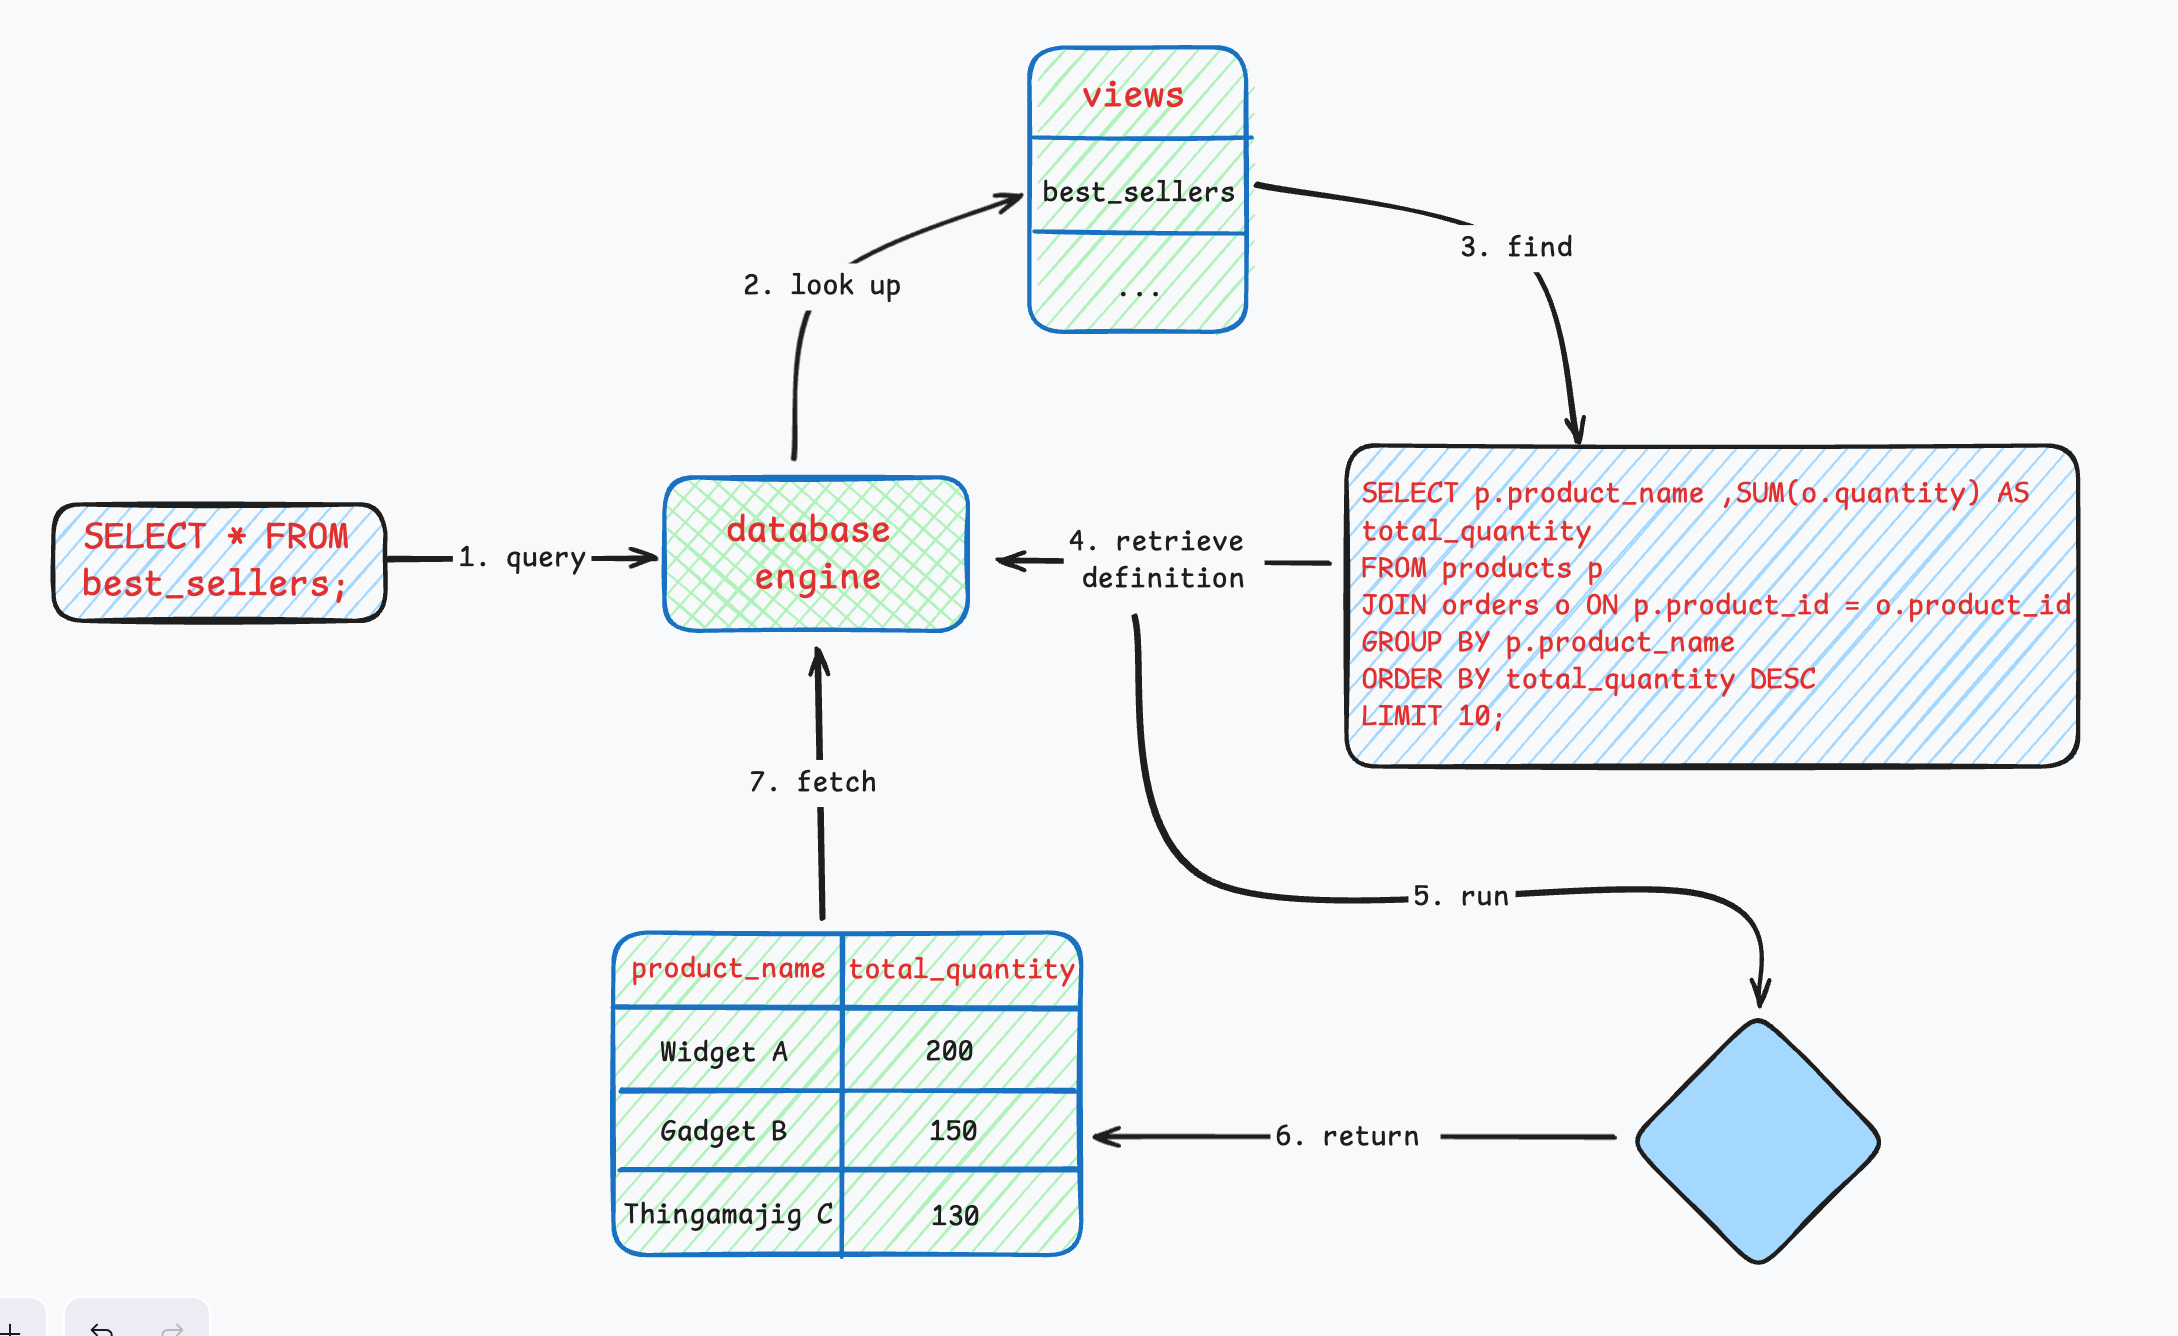 views
best_sellers
...
2. look up
3. find
SELECT * FROM
best_sellers;
1. query
database
engine
4. retrieve
definition
SELECT p.product_name ,SUM(o.quantity) AS
total_quantity
FROM products p
JOIN orders o ON p.product_id = o.product_id
GROUP BY p.product_name
ORDER BY total_quantity DESC
LIMIT 10;
7. fetch
5. run
product_name total_quantity
Widget A 200
Gadget B 150
Thingamajig C 130
6. return